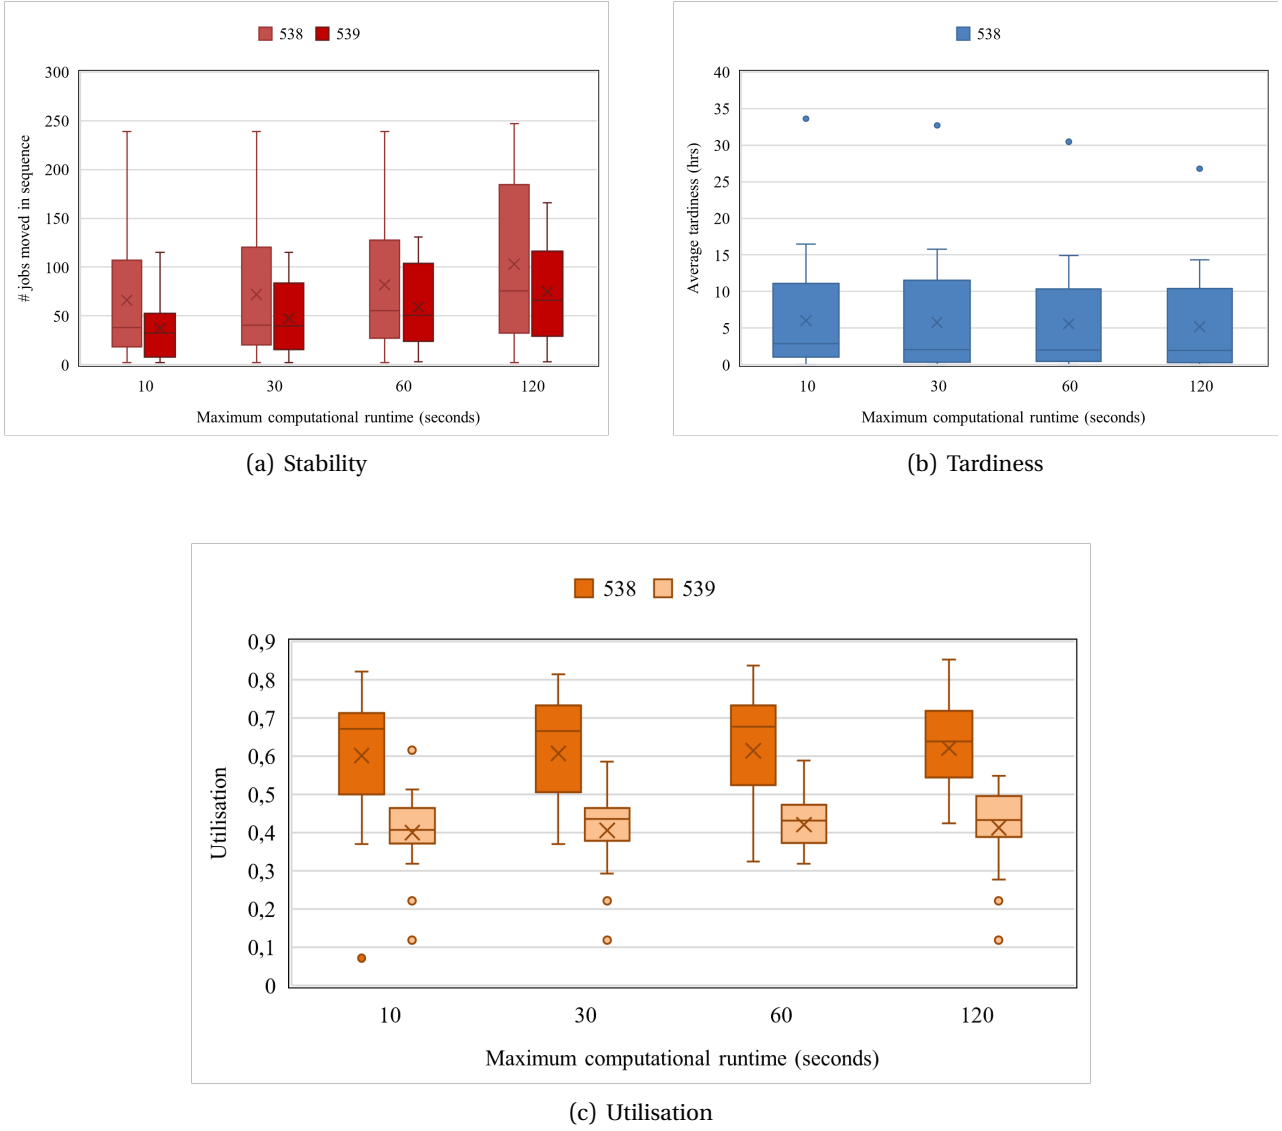 538 539
300
250
200
150
100
50
0
# jobs moved in sequence
10 30 60 120
Maximum computational runtime (seconds)
(a) Stability
538
40
35
30
25
20
15
10
5
0
Average tardiness (hrs)
10 30 60 120
Maximum computational runtime (seconds)
(b) Tardiness
538 539
0,9
0,8
0,7
0,6
0,5
0,4
0,3
0,2
0,1
0
Utilisation
10 30 60 120
Maximum computational runtime (seconds)
(c) Utilisation